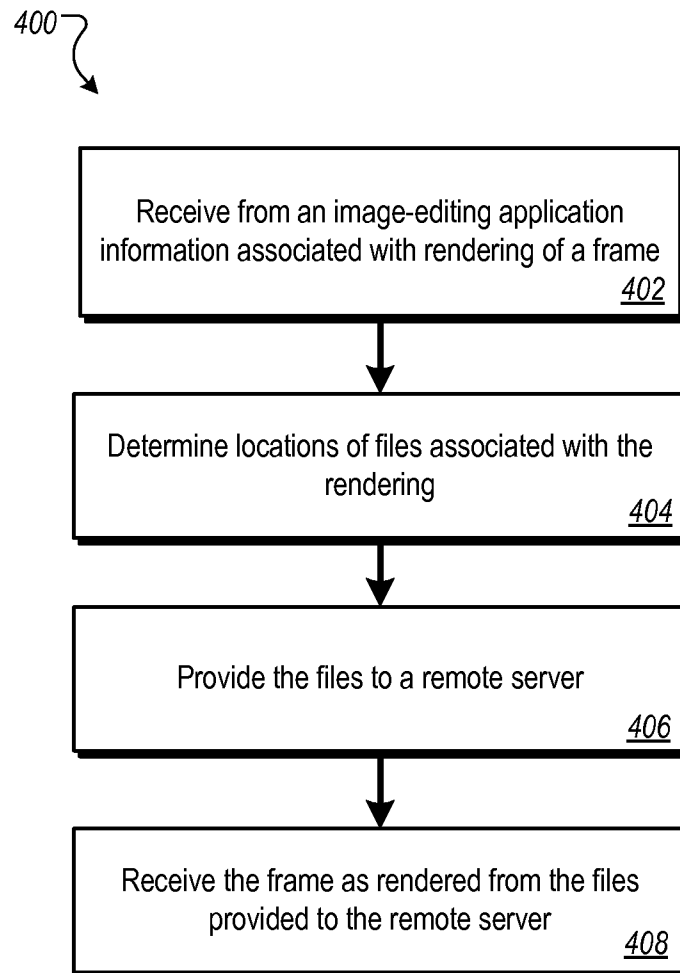 400
Receive from an image-editing application
information associated with rendering of a frame
402
Determine locations of files associated with the
rendering
404
Provide the files to a remote server
406
Receive the frame as rendered from the files
provided to the remote server
408